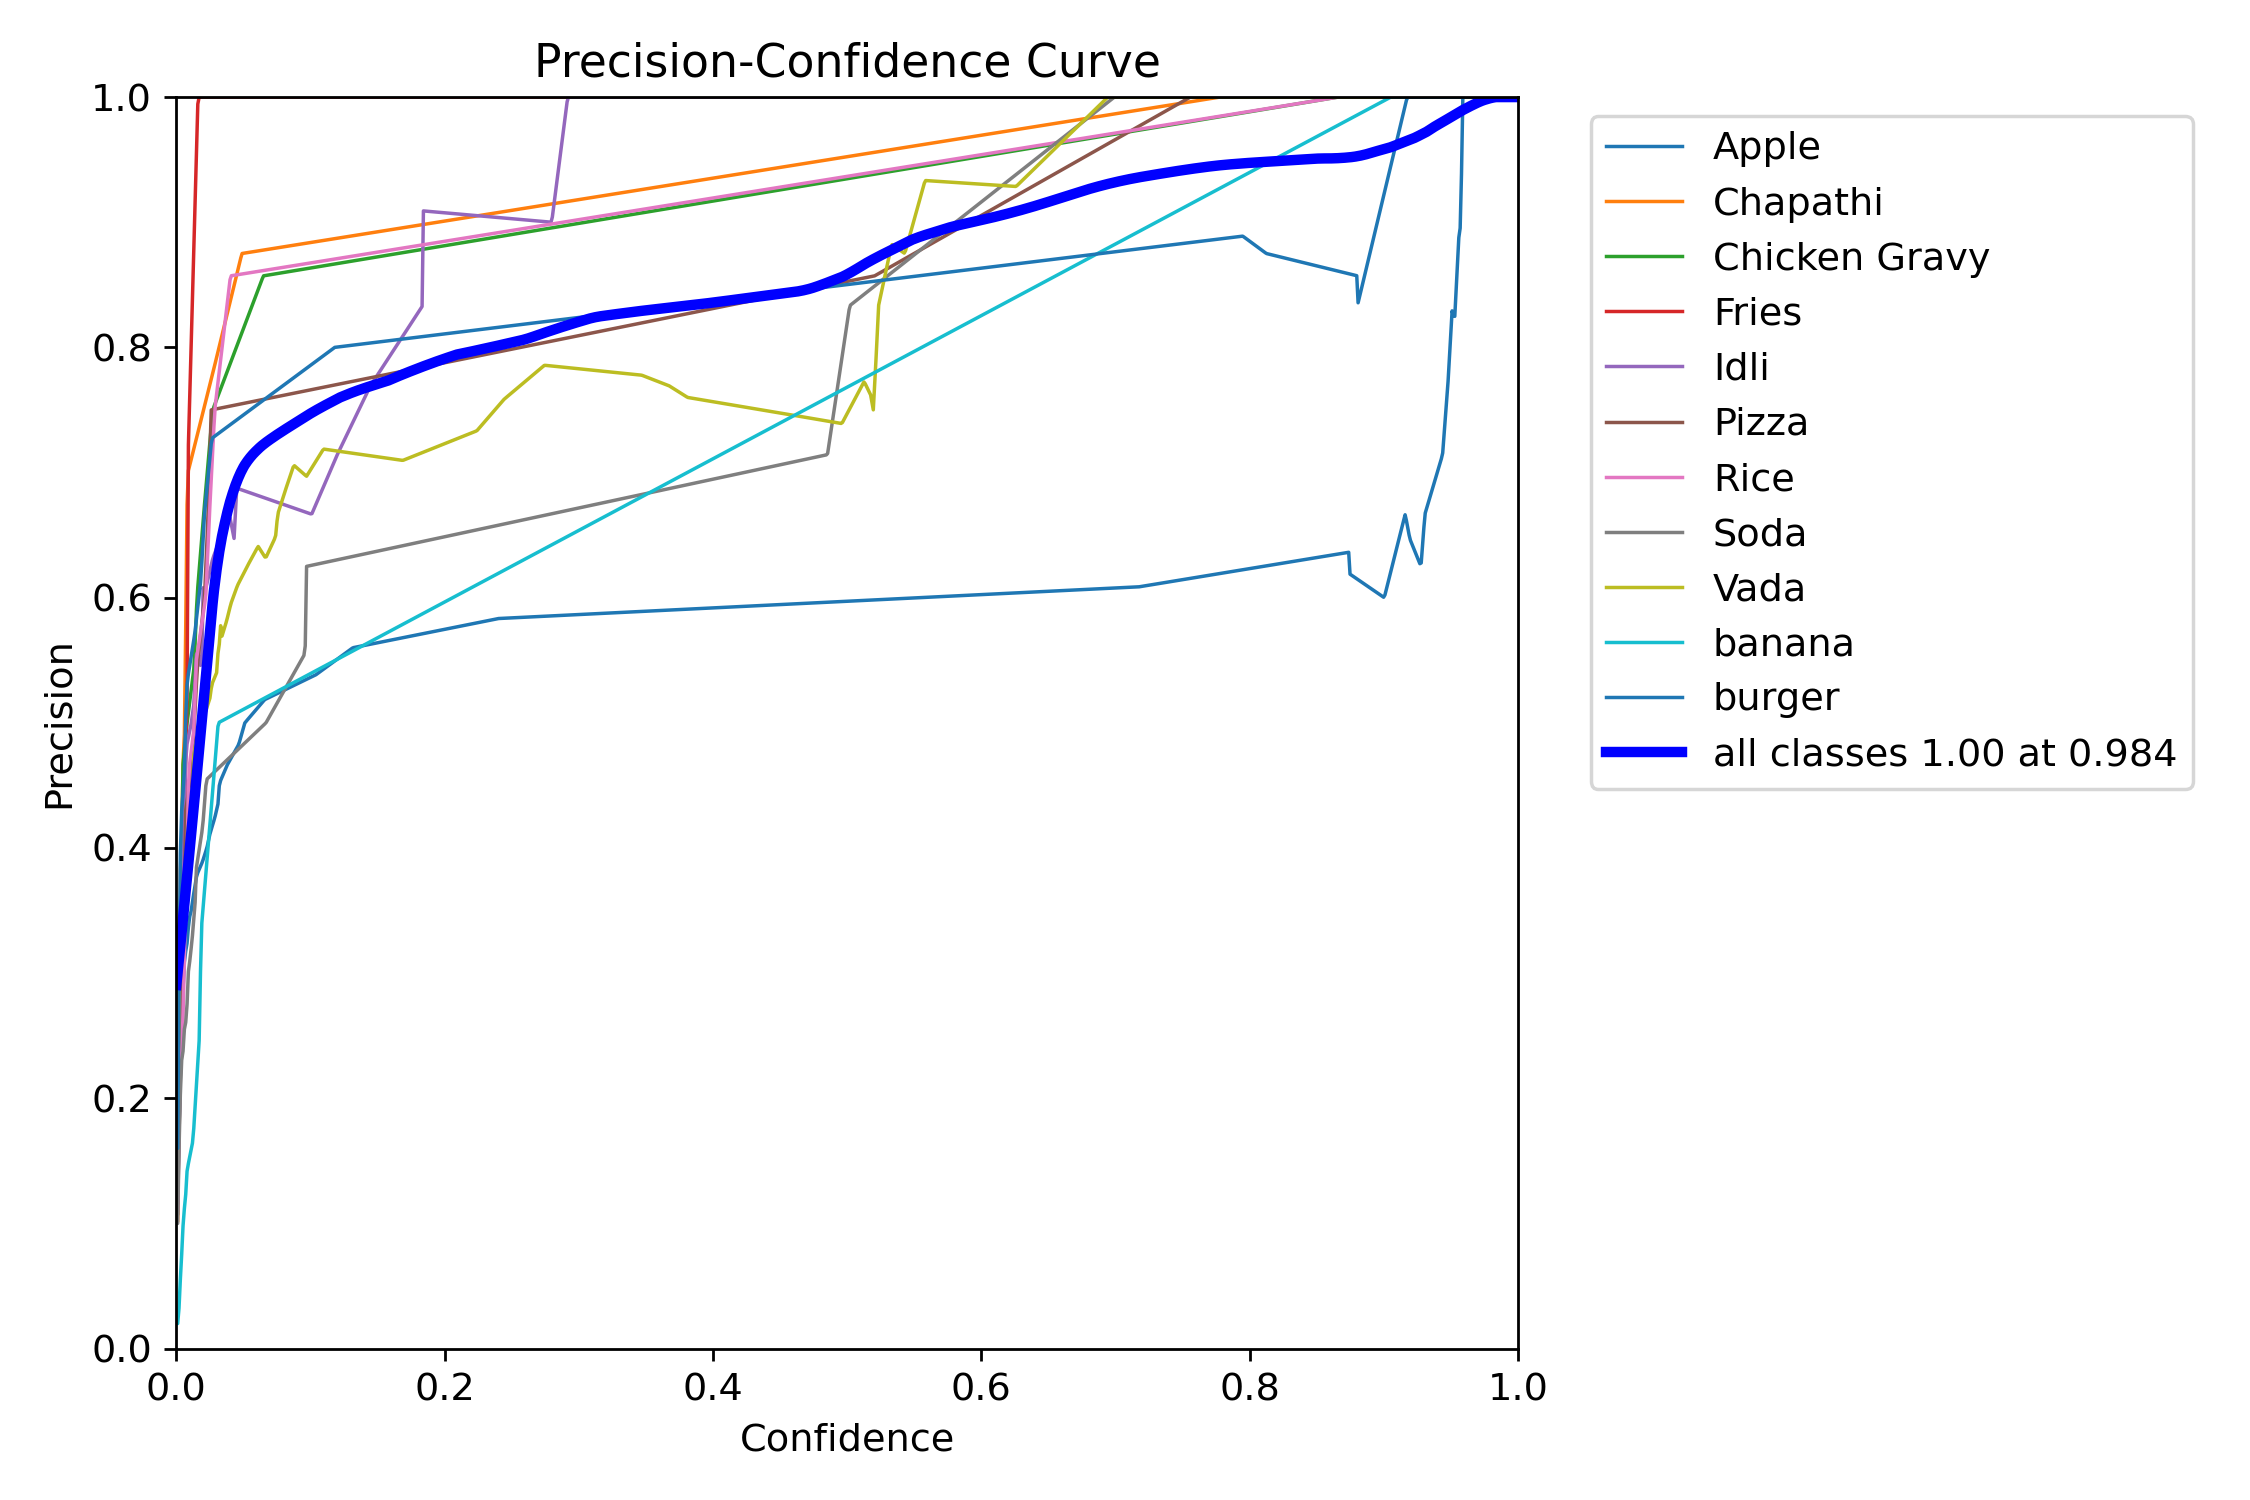 Precision-Confidence Curve
1.0
0.8
0.6
0.4
0.2
0.0
Precision
0.0 0.2 0.4 0.6 0.8 1.0
Confidence
Apple
Chapathi
Chicken Gravy
Fries
Idli
Pizza
Rice
Soda
Vada
banana
burger
all classes 1.00 at 0.984